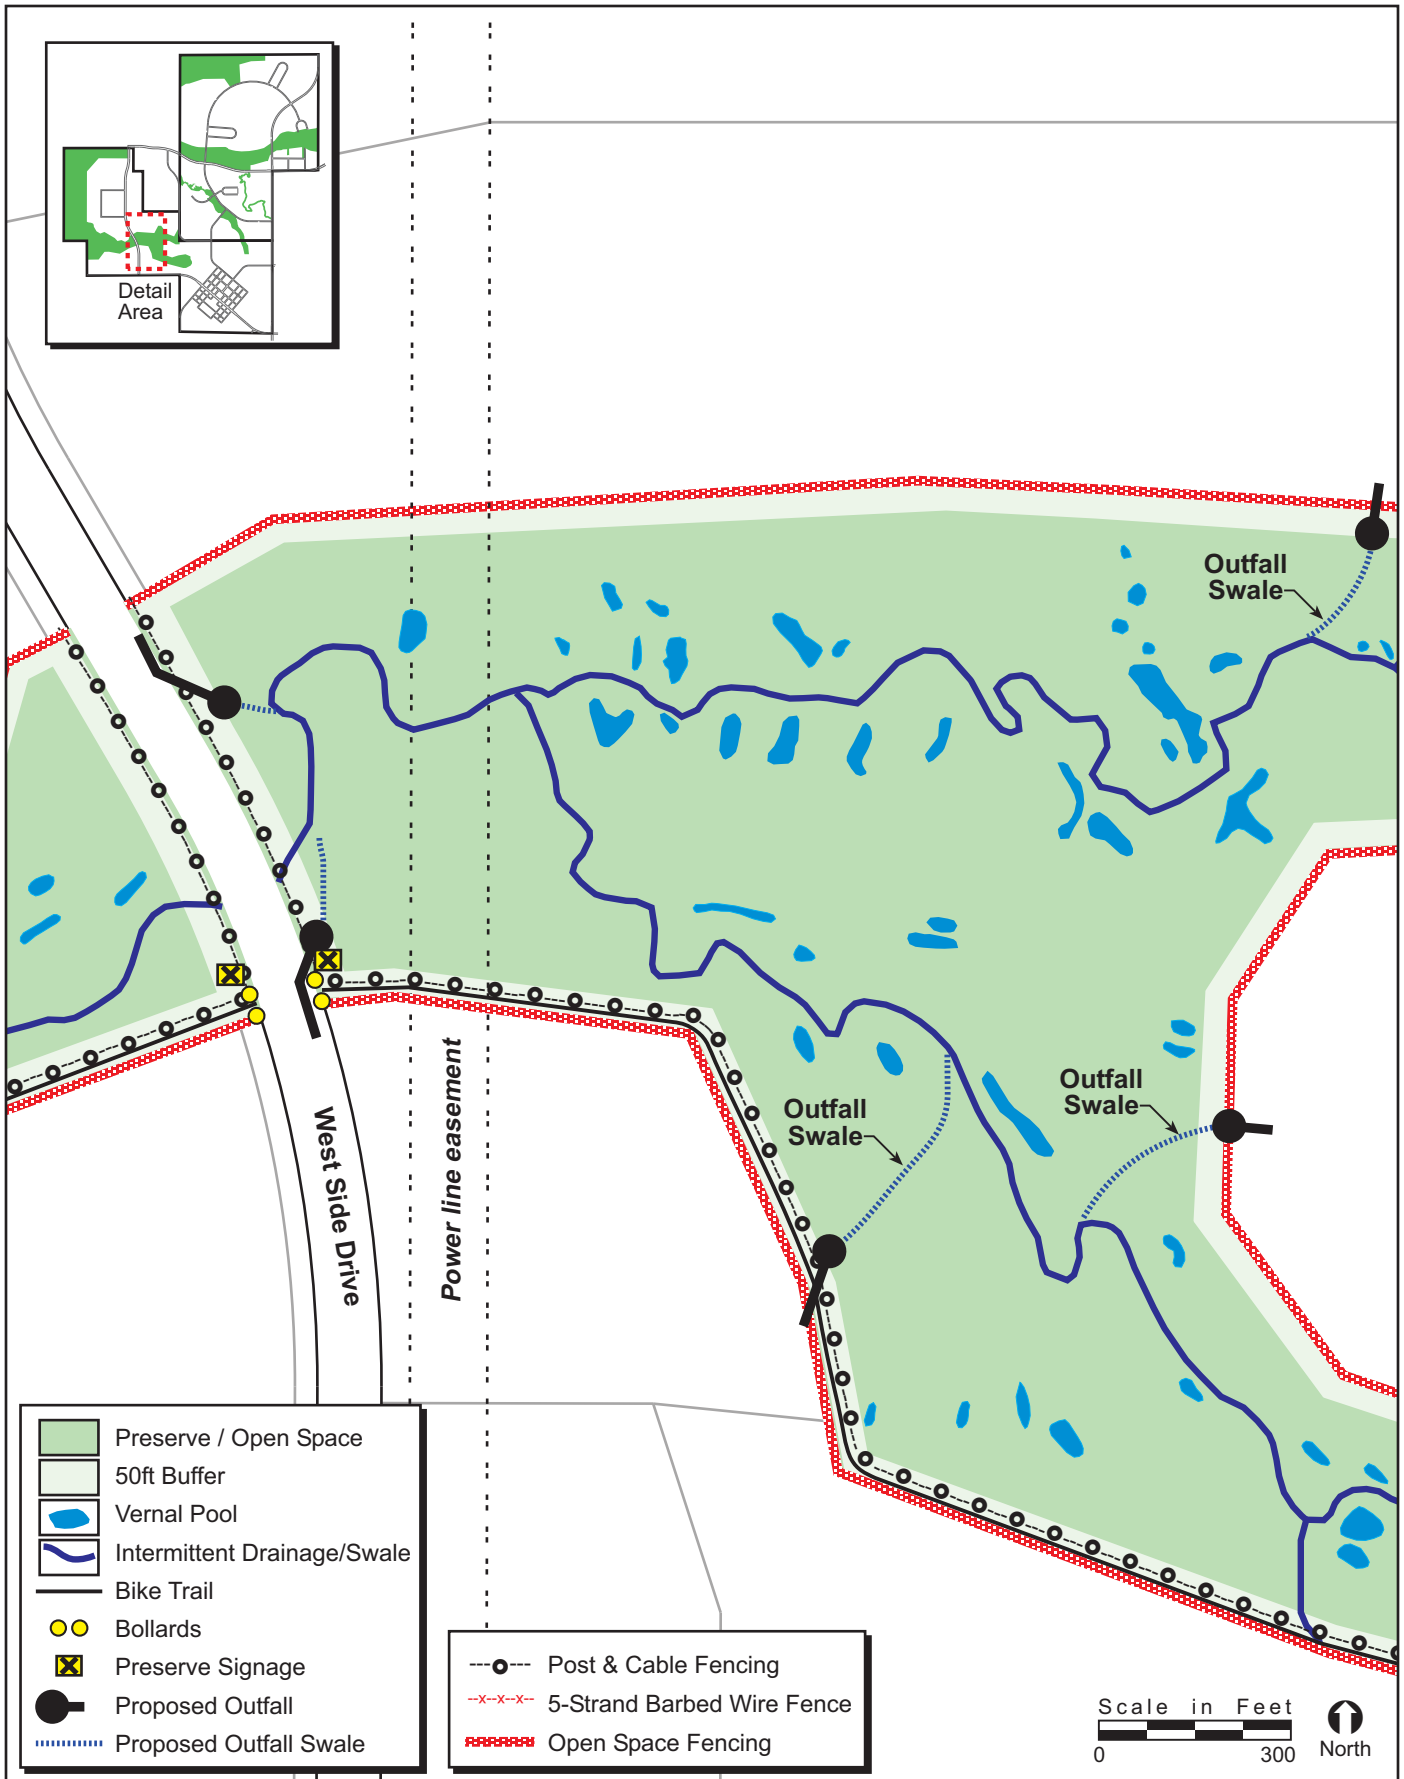 Detail
Area
Outfall
Swale
Outfall
Swale
Outfall
Swale
West Side Drive
Power line easement
Preserve / Open Space
50ft Buffer
Vernal Pool
Intermittent Drainage/Swale
Bike Trail
Bollards
Preserve Signage
Proposed Outfall
Proposed Outfall Swale
Post & Cable Fencing
--x--x--x-- 5-Strand Barbed Wire Fence
Open Space Fencing
Scale in Feet
0 300
North